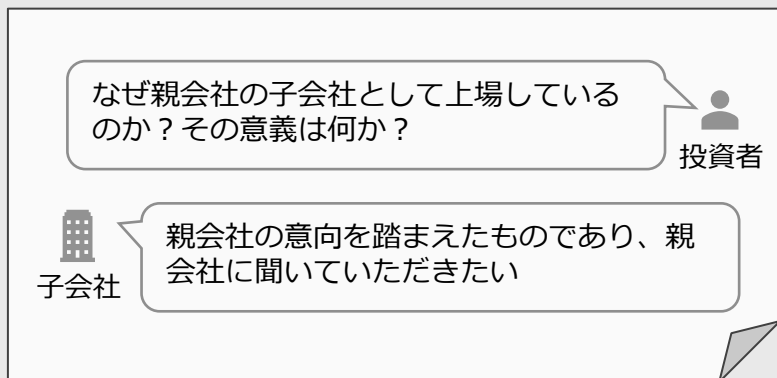 なぜ親会社の子会社として上場している
のか？その意義は何か？
投資者
親会社の意向を踏まえたものであり、親
会社に聞いていただきたい
子会社